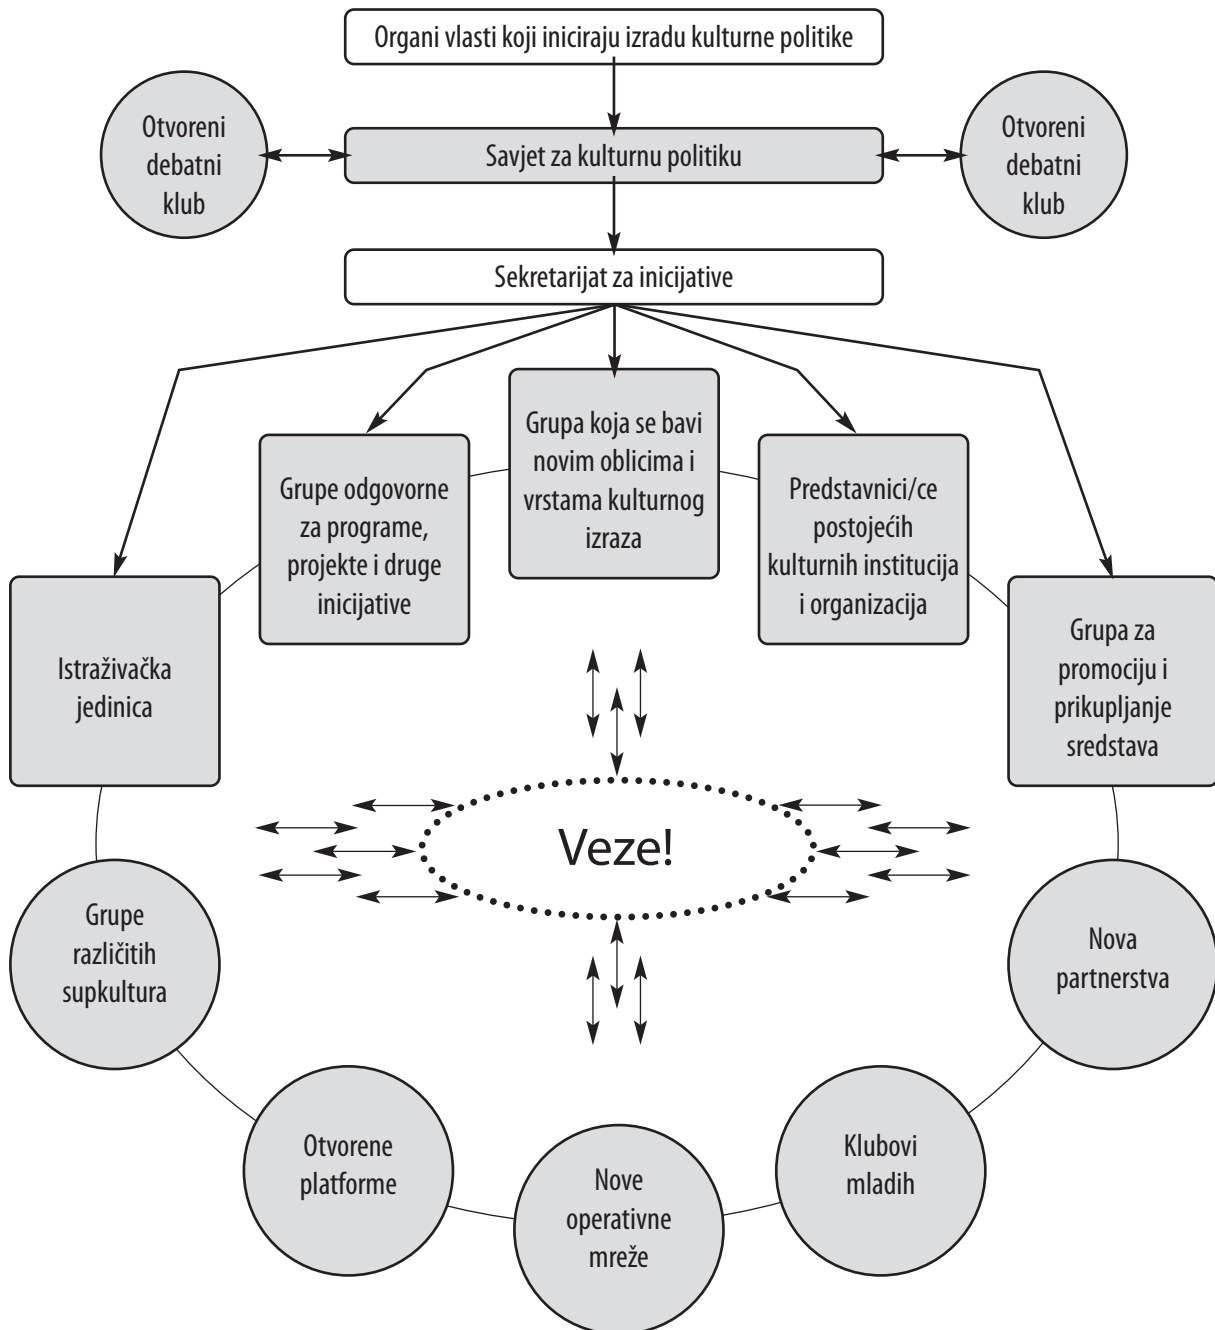 Organi vlasti koji iniciraju izradu kulturne politike
Otvoreni
debatni
klub
Savjet za kulturnu politiku
Otvoreni
debatni
klub
Sekretarijat za inicijative
Istraživačka
jedinica
Grupe odgovorne
za programe,
projekte i druge
inicijative
Grupa koja se bavi
novim oblicima i
vrstama kulturnog
izraza
Predstavnici/ce
postojećih
kulturnih institucija
i organizacija
Grupa za
promociju i
prikupljanje
sredstava
Veze!
Grupe
različitih
supkultura
Otvorene
platforme
Nove
operativne
mreže
Klubovi
mladih
Nova
partnerstva